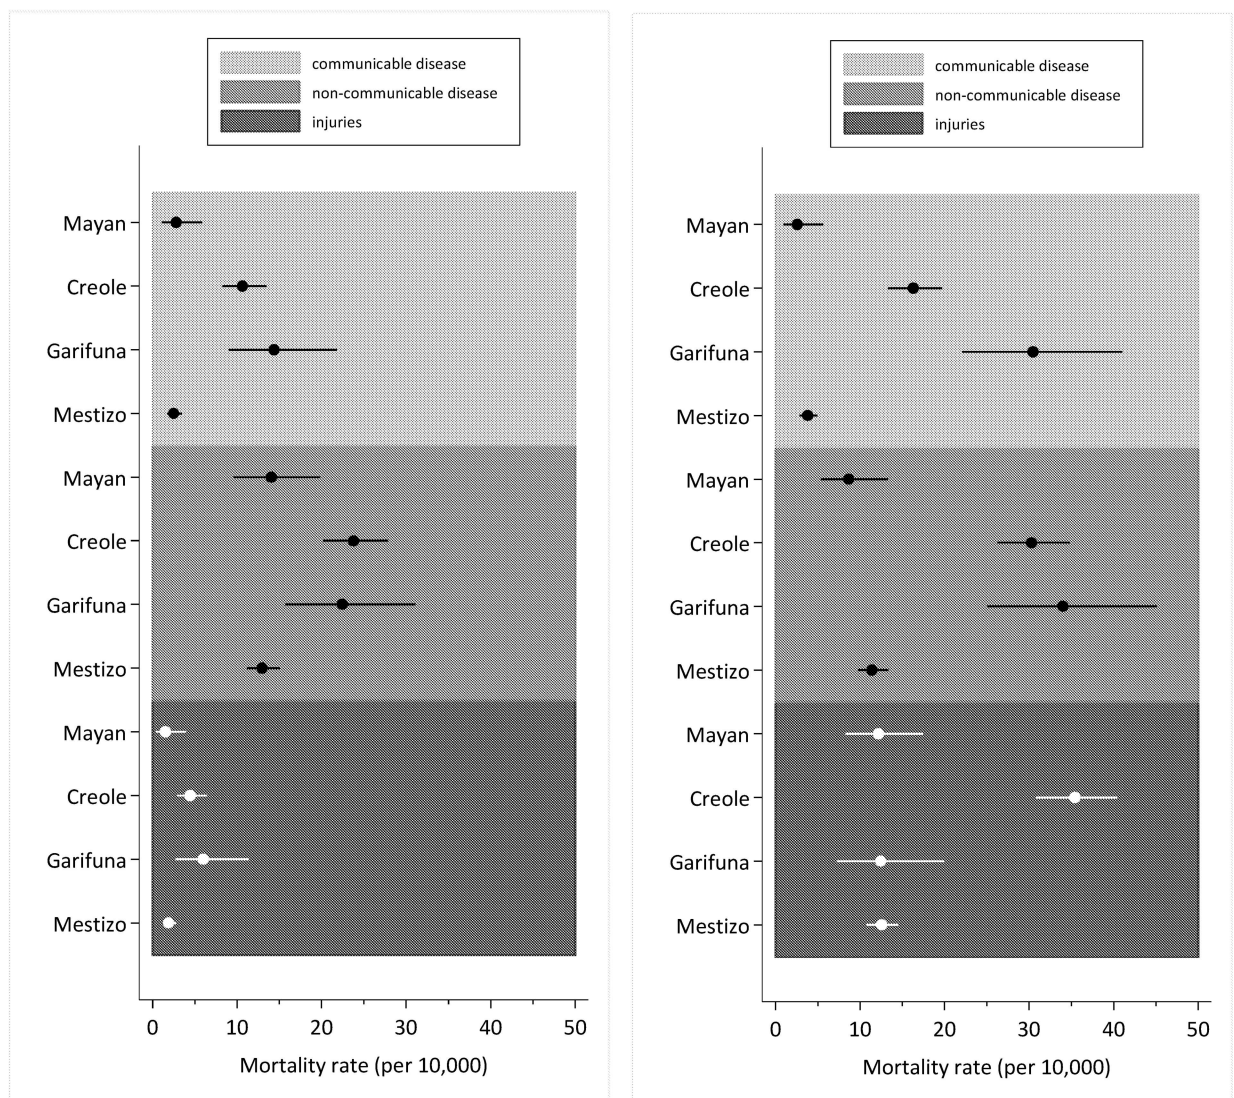 communicable disease
non-communicable disease
injuries
Mayan
Creole
Garifuna
Mestizo
Mayan
Creole
Garifuna
Mestizo
Mayan
Creole
Garifuna
Mestizo
0 10 20 30 40 50
Mortality rate (per 10,000)
communicable disease
non-communicable disease
injuries
Mayan
Creole
Garifuna
Mestizo
Mayan
Creole
Garifuna
Mestizo
Mayan
Creole
Garifuna
Mestizo
0 10 20 30 40 50
Mortality rate (per 10,000)